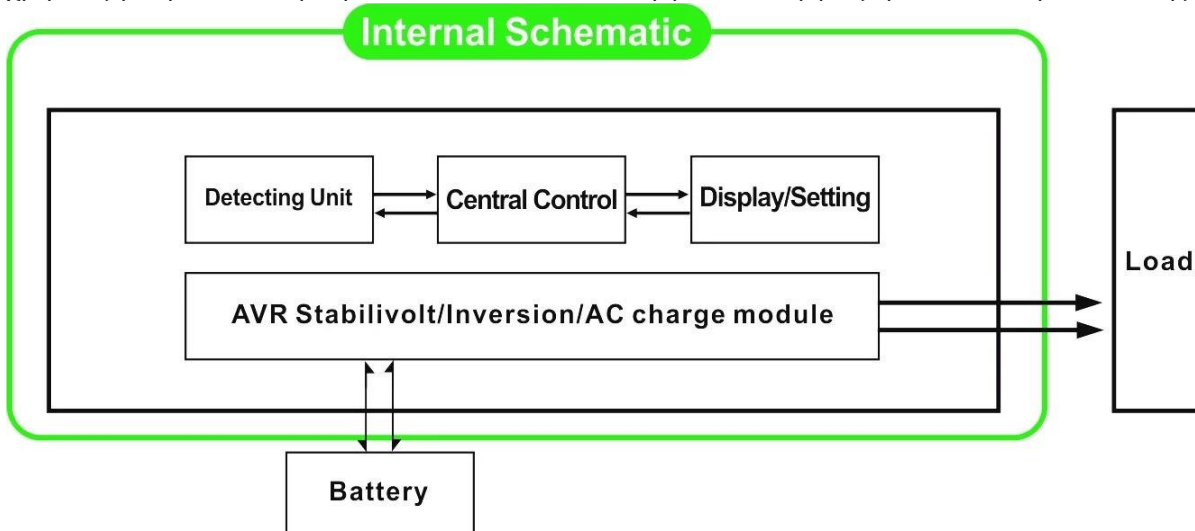 Internal Schematic
Detecting Unit
Central Control
Display/Setting
Load
AVR Stabilivolt/Inversion/AC charge module
Battery